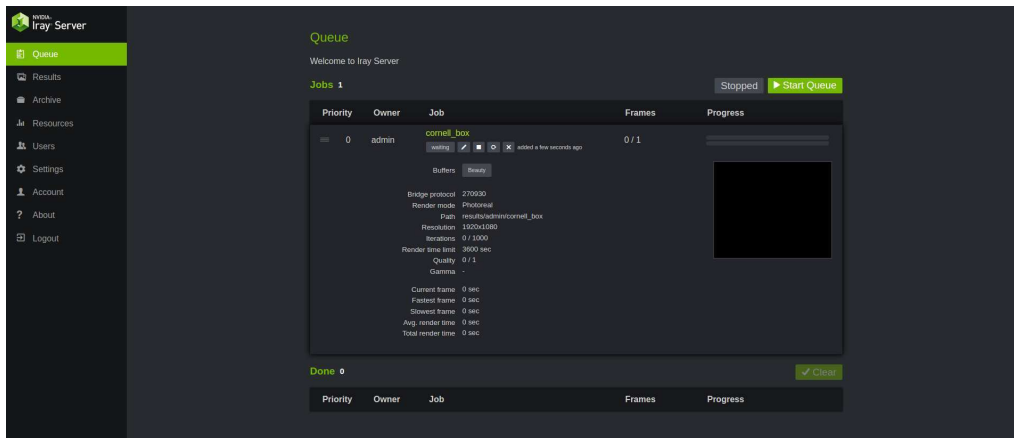 NVIDIA.
Iray® Server
Queue
Results
Archive
Resources
Users
Settings
Account
About
Logout
Queue
Welcome to Iray Server
Jobs 1
Stopped
Start Queue
Priority Owner Job Frames Progress
0 admin cornell_box 0 / 1
waiting added a few seconds ago
Buffers Beauty
Bridge protocol 270930
Render mode Photoreal
Path results/admin/cornell_box
Resolution 1920x1080
Iterations 0 / 1000
Render time limit 3600 sec
Quality 0 / 1
Gamma -
Current frame 0 sec
Fastest frame 0 sec
Slowest frame 0 sec
Avg. render time 0 sec
Total render time 0 sec
Done 0
Clear
Priority Owner Job Frames Progress